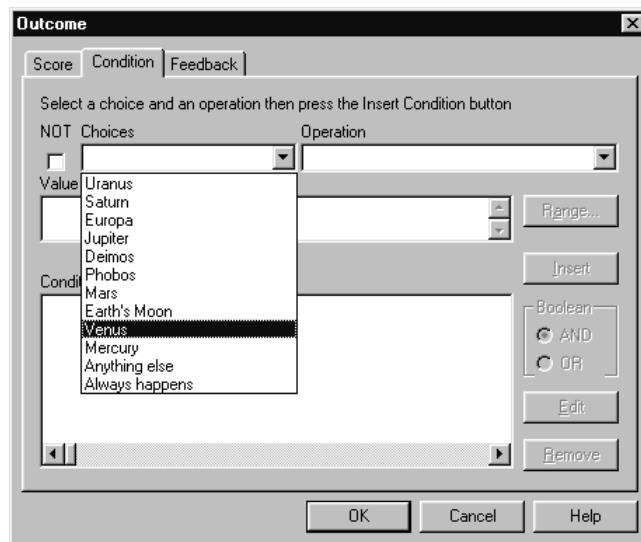 Outcome
Score Condition Feedback
Select a choice and an operation then press the Insert Condition button
NOT Choices Operation
Value
Uranus
Saturn
Europa
Jupiter
Deimos
Phobos
Mars
Earth's Moon
Venus
Mercury
Anything else
Always happens
Range...
Condit
Insert
Boolean
AND
OR
Edit
Remove
OK Cancel Help